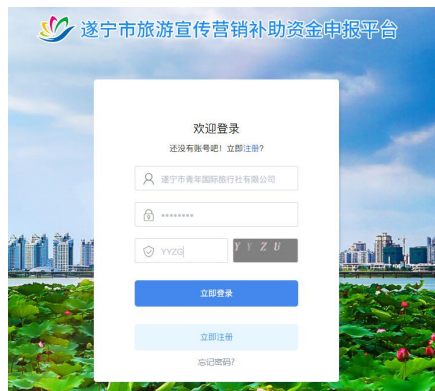 遂宁市旅游宣传营销补助资金申报平台
欢迎登录
还没有账号吧！立即注册?
遂宁市青年国际旅行社有限公司
********
YYZG
Y Y Z U
立即登录
立即注册
忘记密码?